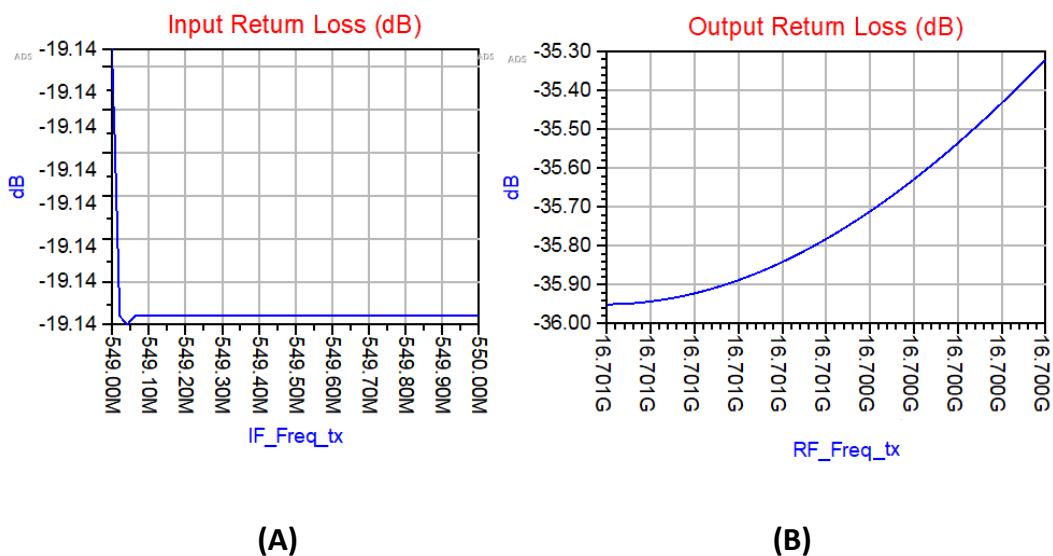 Input Return Loss (dB)
ADS
-19.14
-19.14
-19.14
-19.14
-19.14
-19.14
-19.14
-19.14
dB
549.00M
549.10M
549.20M
549.30M
549.40M
549.50M
549.60M
549.70M
549.80M
549.90M
550.00M
IF_Freq_tx
(A)
Output Return Loss (dB)
ADS
ADS
-35.30
-35.40
-35.50
-35.60
-35.70
-35.80
-35.90
-36.00
dB
16.701G
16.701G
16.701G
16.701G
16.701G
16.701G
16.700G
16.700G
16.700G
16.700G
16.700G
RF_Freq_tx
(B)